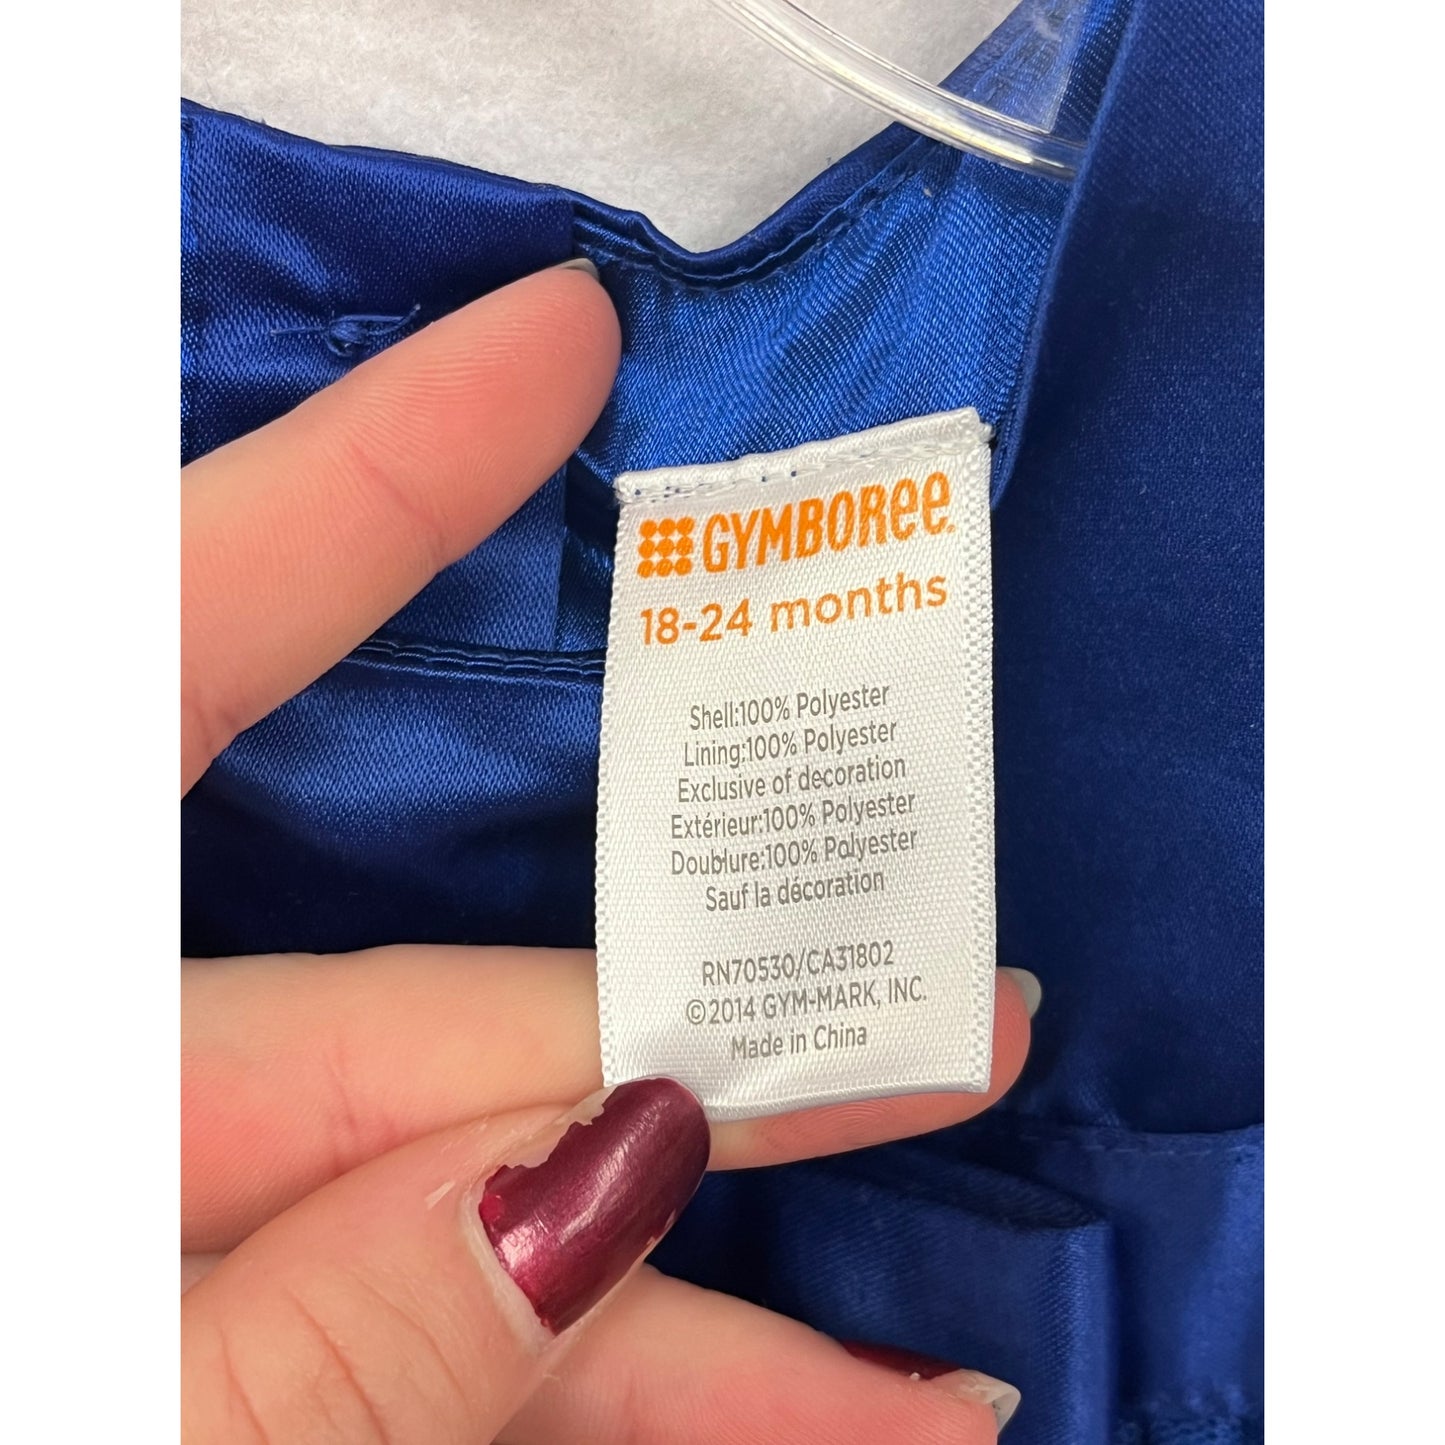 GYMBOREE
18-24 months
Shell:100% Polyester
Lining:100% Polyester
Exclusive of decoration
Extérieur:100% Polyester
Doublure:100% Polyester
Sauf la décoration
RN70530/CA31802
©2014 GYM-MARK, INC.
Made in China